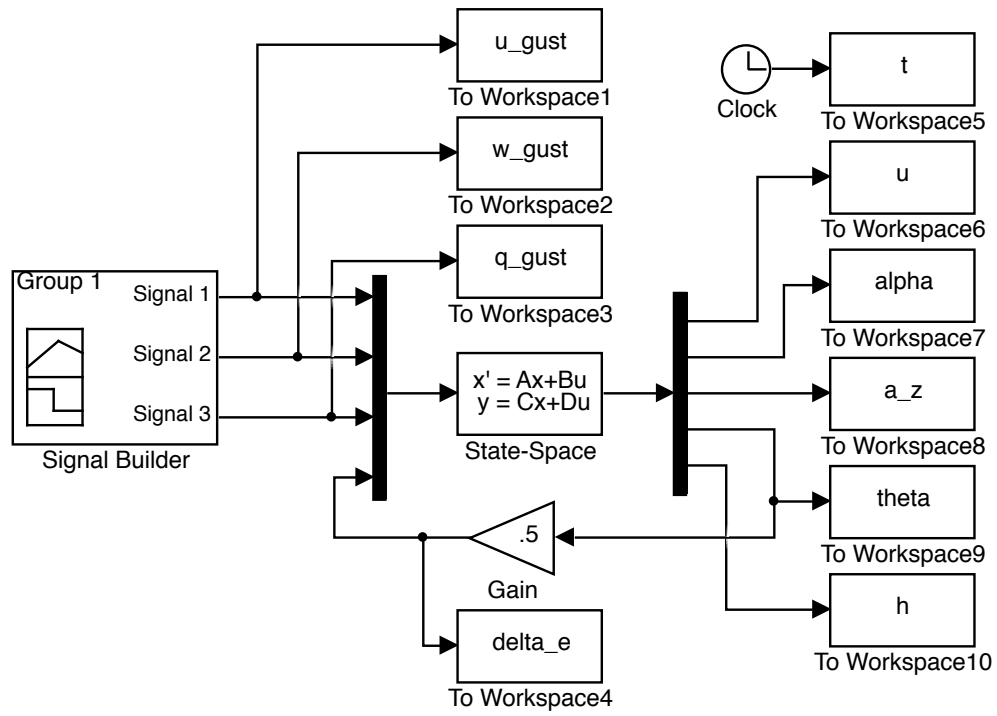 u_gust
To Workspace1
w_gust
To Workspace2
q_gust
To Workspace3
Group 1
Signal 1
Signal 2
Signal 3
Signal Builder
x' = Ax+Bu
y = Cx+Du
State-Space
.5
Gain
delta_e
To Workspace4
Clock
t
To Workspace5
u
To Workspace6
alpha
To Workspace7
a_z
To Workspace8
theta
To Workspace9
h
To Workspace10